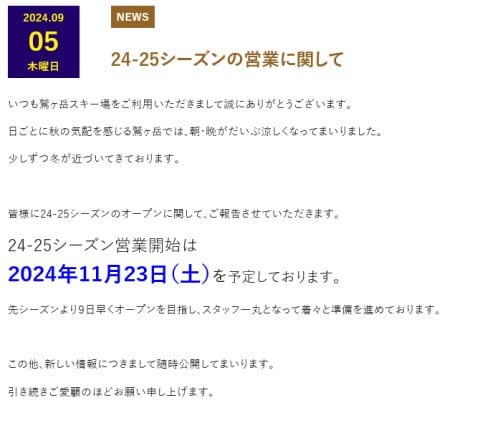 2024.09
05
木曜日
NEWS
24-25シーズンの営業に関して
いつも鷲ヶ岳スキー場をご利用いただきまして誠にありがとうございます。
日ごとに秋の気配を感じる鷲ヶ岳では、朝・晩がだいぶ涼しくなってまいりました。
少しずつ冬が近づいてきております。
皆様に24-25シーズンのオープンに関して、ご報告させていただきます。
24-25シーズン営業開始は
2024年11月23日（土）を予定しております。
先シーズンより9日早くオープンを目指し、スタッフ一丸となって着々と準備を進めております。
この他、新しい情報につきまして随時公開してまいります。
引き続きご愛顧のほどお願い申し上げます。